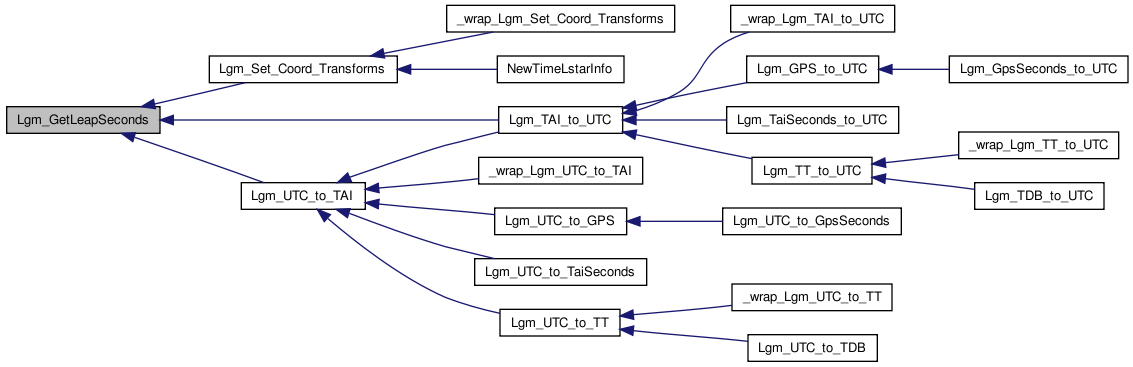 _wrap_Lgm_Set_Coord_Transforms
_wrap_Lgm_TAI_to_UTC
Lgm_Set_Coord_Transforms
NewTimeLstarInfo
Lgm_GPS_to_UTC
Lgm_GpsSeconds_to_UTC
Lgm_GetLeapSeconds
Lgm_TAI_to_UTC
Lgm_TaiSeconds_to_UTC
_wrap_Lgm_TT_to_UTC
_wrap_Lgm_UTC_to_TAI
Lgm_TT_to_UTC
Lgm_UTC_to_TAI
Lgm_TDB_to_UTC
Lgm_UTC_to_GPS
Lgm_UTC_to_GpsSeconds
Lgm_UTC_to_TaiSeconds
_wrap_Lgm_UTC_to_TT
Lgm_UTC_to_TT
Lgm_UTC_to_TDB